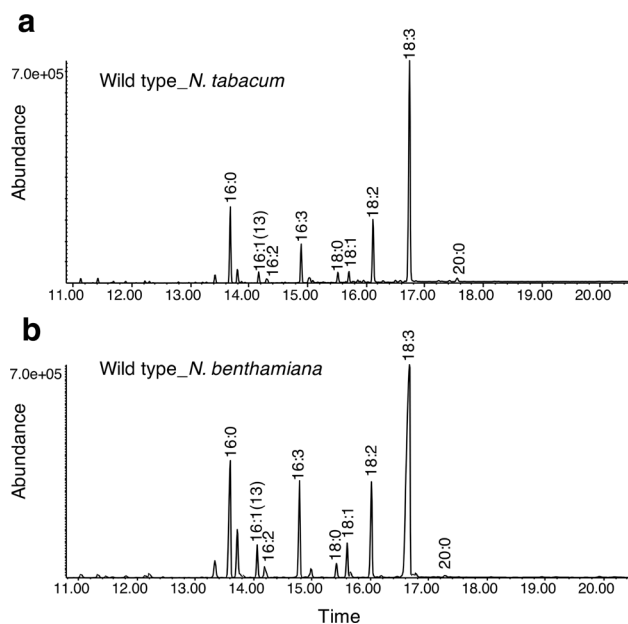 a
7.0e+05
Wild type_N. tabacum
Abundance
16:0
16:1(13)
16:2
16:3
18:0
18:1
18:2
18:3
20:0
11.00 12.00 13.00 14.00 15.00 16.00 17.00 18.00 19.00 20.00
b
7.0e+05
Wild type_N. benthamiana
Abundance
16:0
16:1(13)
16:2
16:3
18:0
18:1
18:2
18:3
20:0
11.00 12.00 13.00 14.00 15.00 16.00 17.00 18.00 19.00 20.00
Time